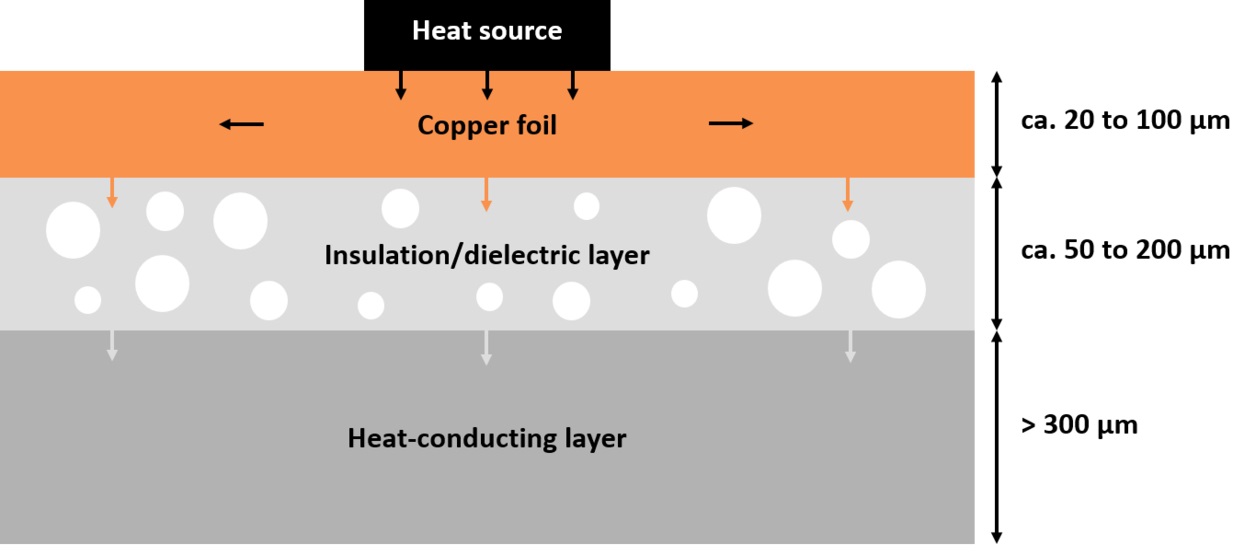 Heat source
Copper foil
ca. 20 to 100 µm
Insulation/dielectric layer
ca. 50 to 200 µm
Heat-conducting layer
> 300 µm